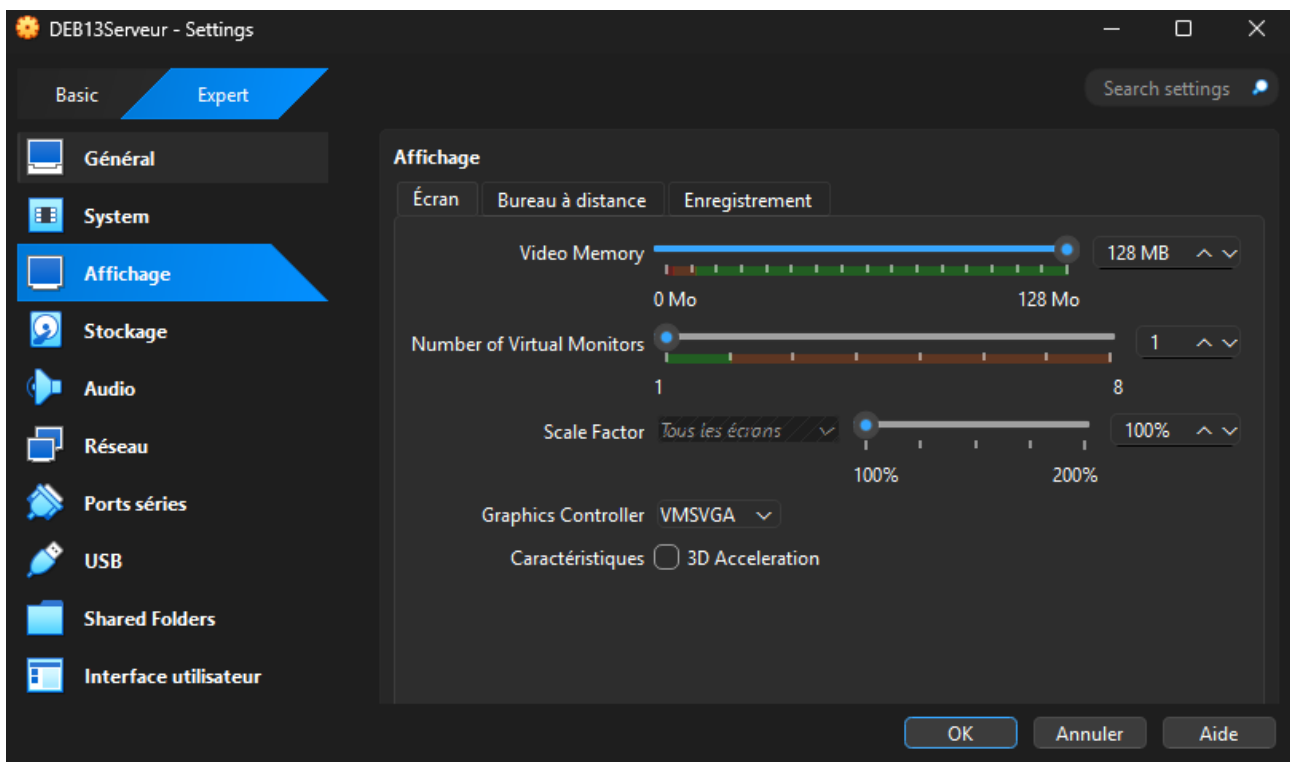 DEB13Serveur - Settings
Basic
Expert
Search settings
Général
System
Affichage
Stockage
Audio
Réseau
Ports séries
USB
Shared Folders
Interface utilisateur
Affichage
Écran
Bureau à distance
Enregistrement
Video Memory
128 MB
0 Mo
128 Mo
Number of Virtual Monitors
1
1
8
Scale Factor
Tous les écrans
100%
100%
200%
Graphics Controller
VMSVGA
Caractéristiques
3D Acceleration
OK
Annuler
Aide